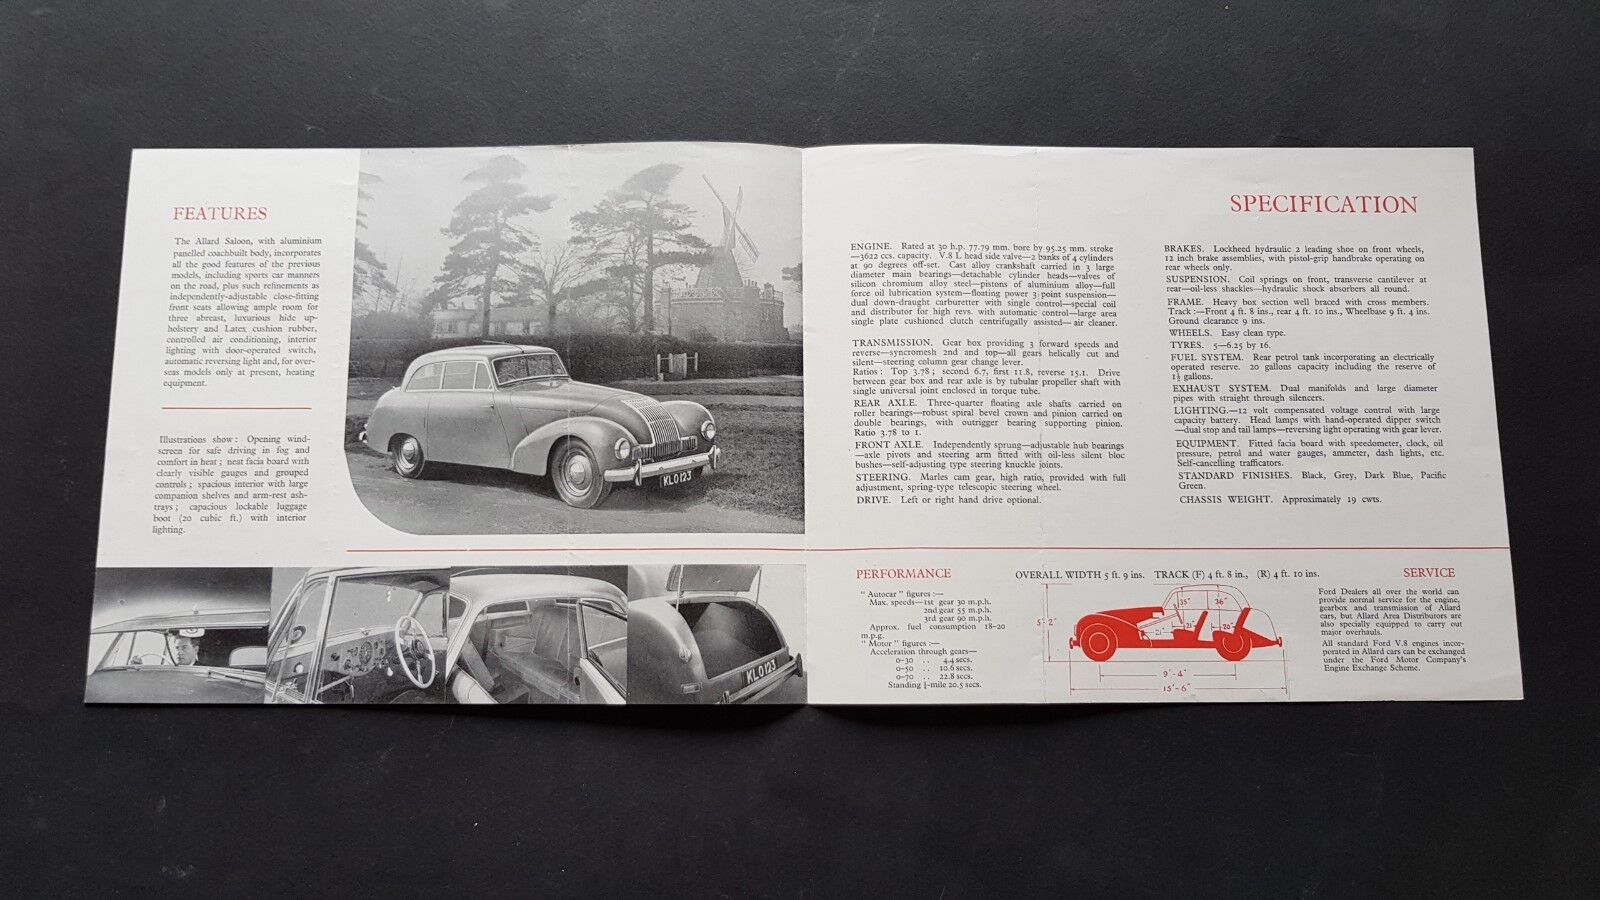 FEATURES
The Allard Saloon, with aluminium
panelled coachbuilt body, incorporates
all the good features of the previous
models, including sports car manners
on the road, plus such refinements as
independently-adjustable close-fitting
front seats allowing ample room for
three abreast, luxurious hide up-
holstery and Latex cushion rubber,
controlled air conditioning, interior
lighting with door-operated switch,
automatic reversing light and, for over-
seas models only at present, heating
equipment.
Illustrations show : Opening wind-
screen for safe driving in fog and
comfort in heat ; neat facia board with
clearly visible gauges and grouped
controls ; spacious interior with large
companion shelves and arm-rest ash-
trays ; capacious lockable luggage
boot (20 cubic ft.) with interior
lighting.
KLO 123
KLO 123
SPECIFICATION
ENGINE. Rated at 30 h.p. 77.79 mm. bore by 95.25 mm. stroke
—3622 ccs. capacity. V.8 L head side valve—2 banks of 4 cylinders
at 90 degrees off-set. Cast alloy crankshaft carried in 3 large
diameter main bearings—detachable cylinder heads—valves of
silicon chromium alloy steel—pistons of aluminium alloy—full
force oil lubrication system—floating power 3 point suspension—
dual down-draught carburetter with single control—special coil
and distributor for high revs. with automatic control—large area
single plate cushioned clutch centrifugally assisted— air cleaner.
TRANSMISSION. Gear box providing 3 forward speeds and
reverse—syncromesh 2nd and top—all gears helically cut and
silent—steering column gear change lever.
Ratios : Top 3.78 ; second 6.7, first 11.8, reverse 15.1. Drive
between gear box and rear axle is by tubular propeller shaft with
single universal joint enclosed in torque tube.
REAR AXLE. Three-quarter floating axle shafts carried on
roller bearings—robust spiral bevel crown and pinion carried on
double bearings, with outrigger bearing supporting pinion.
Ratio 3.78 to 1.
FRONT AXLE. Independently sprung—adjustable hub bearings
—axle pivots and steering arm fitted with oil-less silent bloc
bushes—self-adjusting type steering knuckle joints.
STEERING. Marles cam gear, high ratio, provided with full
adjustment, spring-type telescopic steering wheel.
DRIVE. Left or right hand drive optional.
BRAKES. Lockheed hydraulic 2 leading shoe on front wheels,
12 inch brake assemblies, with pistol-grip handbrake operating on
rear wheels only.
SUSPENSION. Coil springs on front, transverse cantilever at
rear—oil-less shackles—hydraulic shock absorbers all round.
FRAME. Heavy box section well braced with cross members.
Track :—Front 4 ft. 8 ins., rear 4 ft. 10 ins., Wheelbase 9 ft. 4 ins.
Ground clearance 9 ins.
WHEELS. Easy clean type.
TYRES. 5—6.25 by 16.
FUEL SYSTEM. Rear petrol tank incorporating an electrically
operated reserve. 20 gallons capacity including the reserve of
1½ gallons.
EXHAUST SYSTEM. Dual manifolds and large diameter
pipes with straight through silencers.
LIGHTING.—12 volt compensated voltage control with large
capacity battery. Head lamps with hand-operated dipper switch
—dual stop and tail lamps—reversing light operating with gear lever.
EQUIPMENT. Fitted facia board with speedometer, clock, oil
pressure, petrol and water gauges, ammeter, dash lights, etc.
Self-cancelling trafficators.
STANDARD FINISHES. Black, Grey, Dark Blue, Pacific
Green.
CHASSIS WEIGHT. Approximately 19 cwts.
PERFORMANCE
" Autocar " figures :—
Max. speeds—1st gear 30 m.p.h.
2nd gear 55 m.p.h.
3rd gear 90 m.p.h.
Approx. fuel consumption 18-20
m.p.g.
" Motor " figures :—
Acceleration through gears—
0-30 .. 4.4 secs.
0-50 .. 10.6 secs.
0-70 .. 22.8 secs.
Standing ¼-mile 20.5 secs.
OVERALL WIDTH 5 ft. 9 ins. TRACK (F) 4 ft. 8 in., (R) 4 ft. 10 ins.
5'- 2"
35" 36"
21" 21" 20"
9'- 4"
15'- 6"
SERVICE
Ford Dealers all over the world can
provide normal service for the engine,
gearbox and transmission of Allard
cars, but Allard Area Distributors are
also specially equipped to carry out
major overhauls.
All standard Ford V.8 engines incor-
porated in Allard cars can be exchanged
under the Ford Motor Company's
Engine Exchange Scheme.